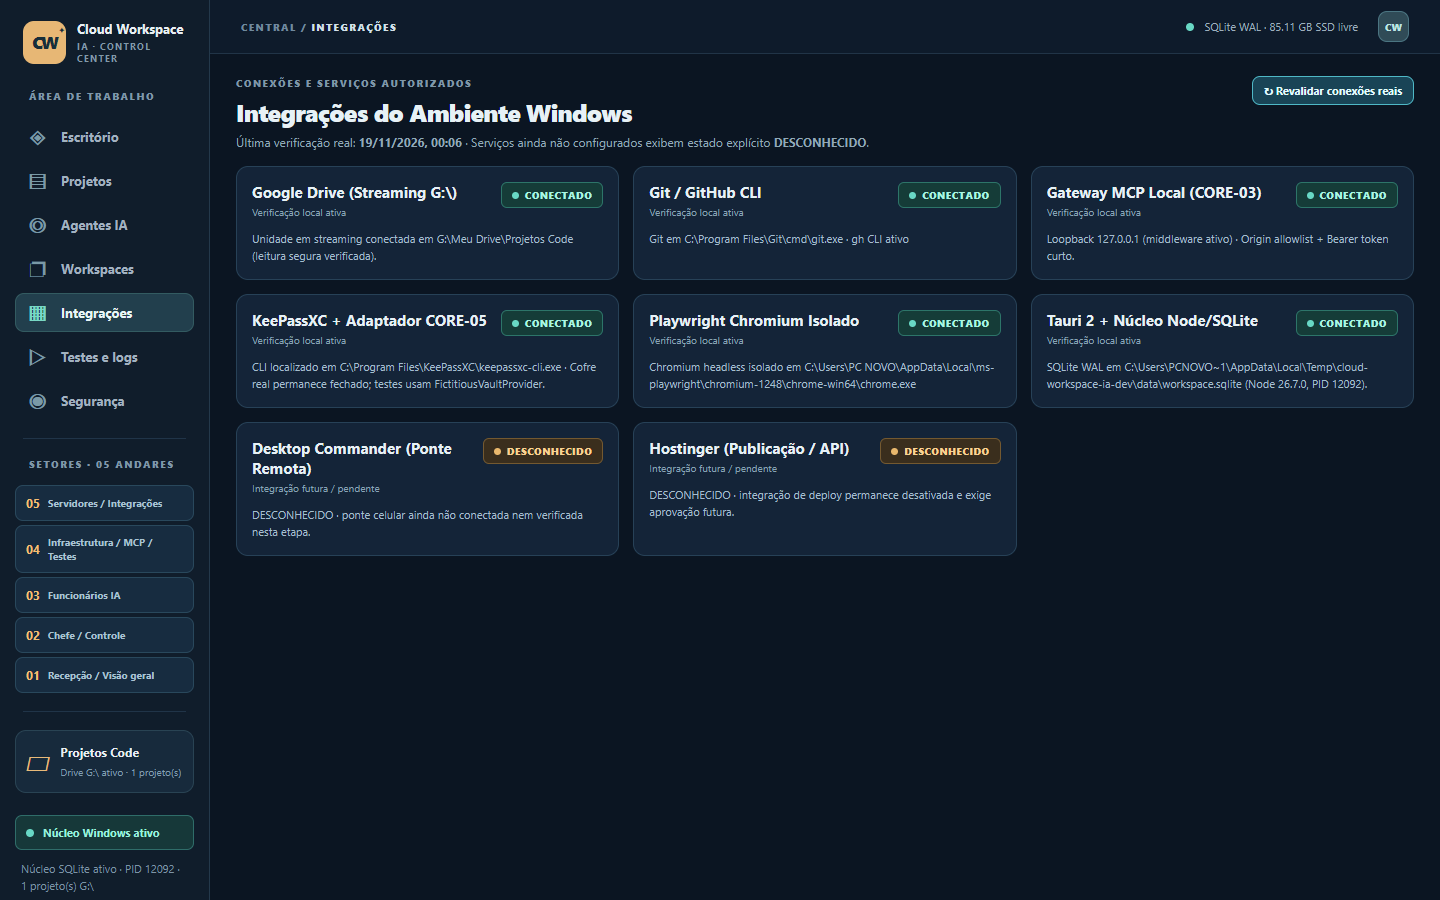 CW
Cloud Workspace
IA · CONTROL
CENTER
ÁREA DE TRABALHO
Escritório
Projetos
Agentes IA
Workspaces
Integrações
Testes e logs
Segurança
SETORES · 05 ANDARES
05 Servidores / Integrações
04 Infraestrutura / MCP /
Testes
03 Funcionários IA
02 Chefe / Controle
01 Recepção / Visão geral
Projetos Code
Drive G:\ ativo · 1 projeto(s)
Núcleo Windows ativo
Núcleo SQLite ativo · PID 12092 ·
1 projeto(s) G:\
CENTRAL / INTEGRAÇÕES
SQLite WAL · 85.11 GB SSD livre
CW
CONEXÕES E SERVIÇOS AUTORIZADOS
Integrações do Ambiente Windows
Última verificação real: 19/11/2026, 00:06 · Serviços ainda não configurados exibem estado explícito DESCONHECIDO.
↻ Revalidar conexões reais
Google Drive (Streaming G:\)
CONECTADO
Verificação local ativa
Unidade em streaming conectada em G:\Meu Drive\Projetos Code
(leitura segura verificada).
Git / GitHub CLI
CONECTADO
Verificação local ativa
Git em C:\Program Files\Git\cmd\git.exe · gh CLI ativo
Gateway MCP Local (CORE-03)
CONECTADO
Verificação local ativa
Loopback 127.0.0.1 (middleware ativo) · Origin allowlist + Bearer token
curto.
KeePassXC + Adaptador CORE-05
CONECTADO
Verificação local ativa
CLI localizado em C:\Program Files\KeePassXC\keepassxc-cli.exe · Cofre
real permanece fechado; testes usam FictitiousVaultProvider.
Playwright Chromium Isolado
CONECTADO
Verificação local ativa
Chromium headless isolado em C:\Users\PC NOVO\AppData\Local\ms-
playwright\chromium-1248\chrome-win64\chrome.exe
Tauri 2 + Núcleo Node/SQLite
CONECTADO
Verificação local ativa
SQLite WAL em C:\Users\PCNOVO~1\AppData\Local\Temp\cloud-
workspace-ia-dev\data\workspace.sqlite (Node 26.7.0, PID 12092).
Desktop Commander (Ponte
Remota)
DESCONHECIDO
Integração futura / pendente
DESCONHECIDO · ponte celular ainda não conectada nem verificada
nesta etapa.
Hostinger (Publicação / API)
DESCONHECIDO
Integração futura / pendente
DESCONHECIDO · integração de deploy permanece desativada e exige
aprovação futura.